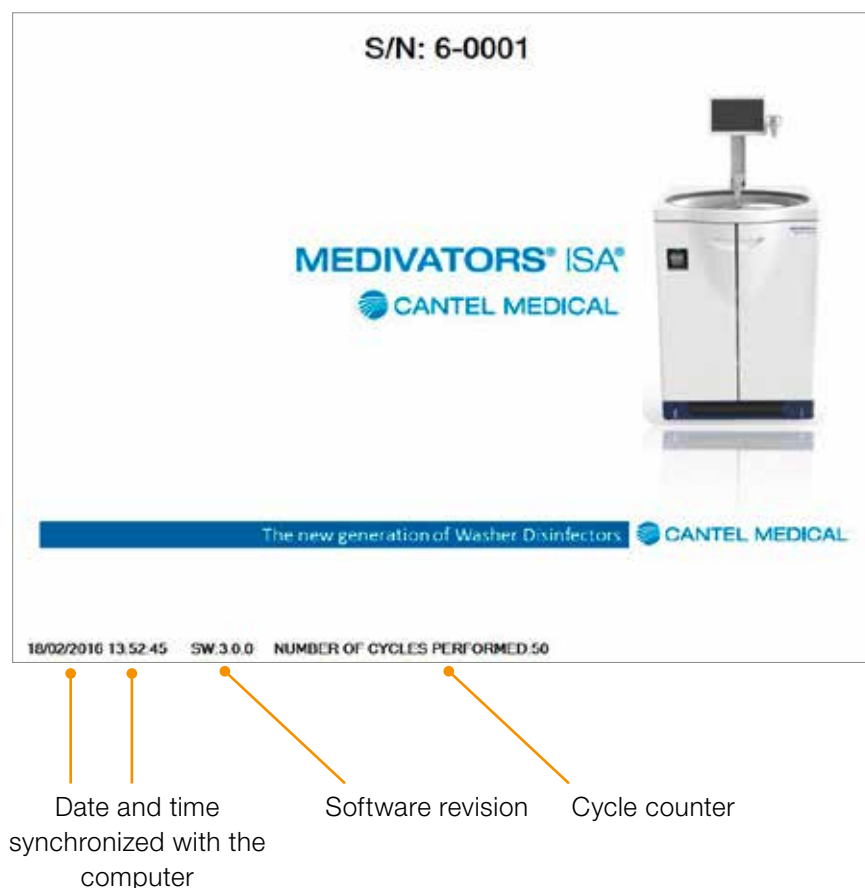 S/N: 6-0001
MEDIVATORS® ISA®
CANTEL MEDICAL
The new generation of Washer Disinfectors CANTEL MEDICAL
18/02/2016 13.52.45 SW.3.0.0 NUMBER OF CYCLES PERFORMED.50
Date and time
synchronized with the
computer
Software revision
Cycle counter